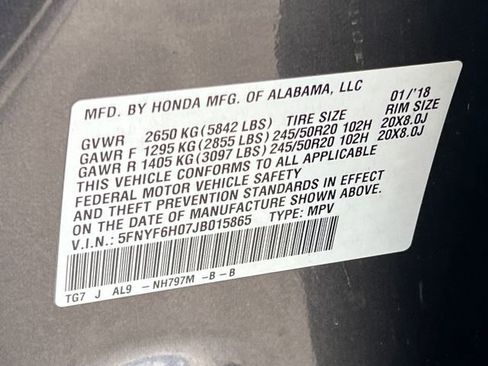 MFD. BY HONDA MFG. OF ALABAMA, LLC 01/'18
GVWR 2650 KG (5842 LBS) TIRE SIZE RIM SIZE
GAWR F 1295 KG (2855 LBS) 245/50R20 102H 20X8.0J
GAWR R 1405 KG (3097 LBS) 245/50R20 102H 20X8.0J
THIS VEHICLE CONFORMS TO ALL APPLICABLE
FEDERAL MOTOR VEHICLE SAFETY
AND THEFT PREVENTION STANDARDS IN EFFECT
ON THE DATE OF MANUFACTURE SHOWN ABOVE.
V.I.N.: 5FNYF6H07JB015865 TYPE: MPV
TG7 J AL9 - NH797M -B-B